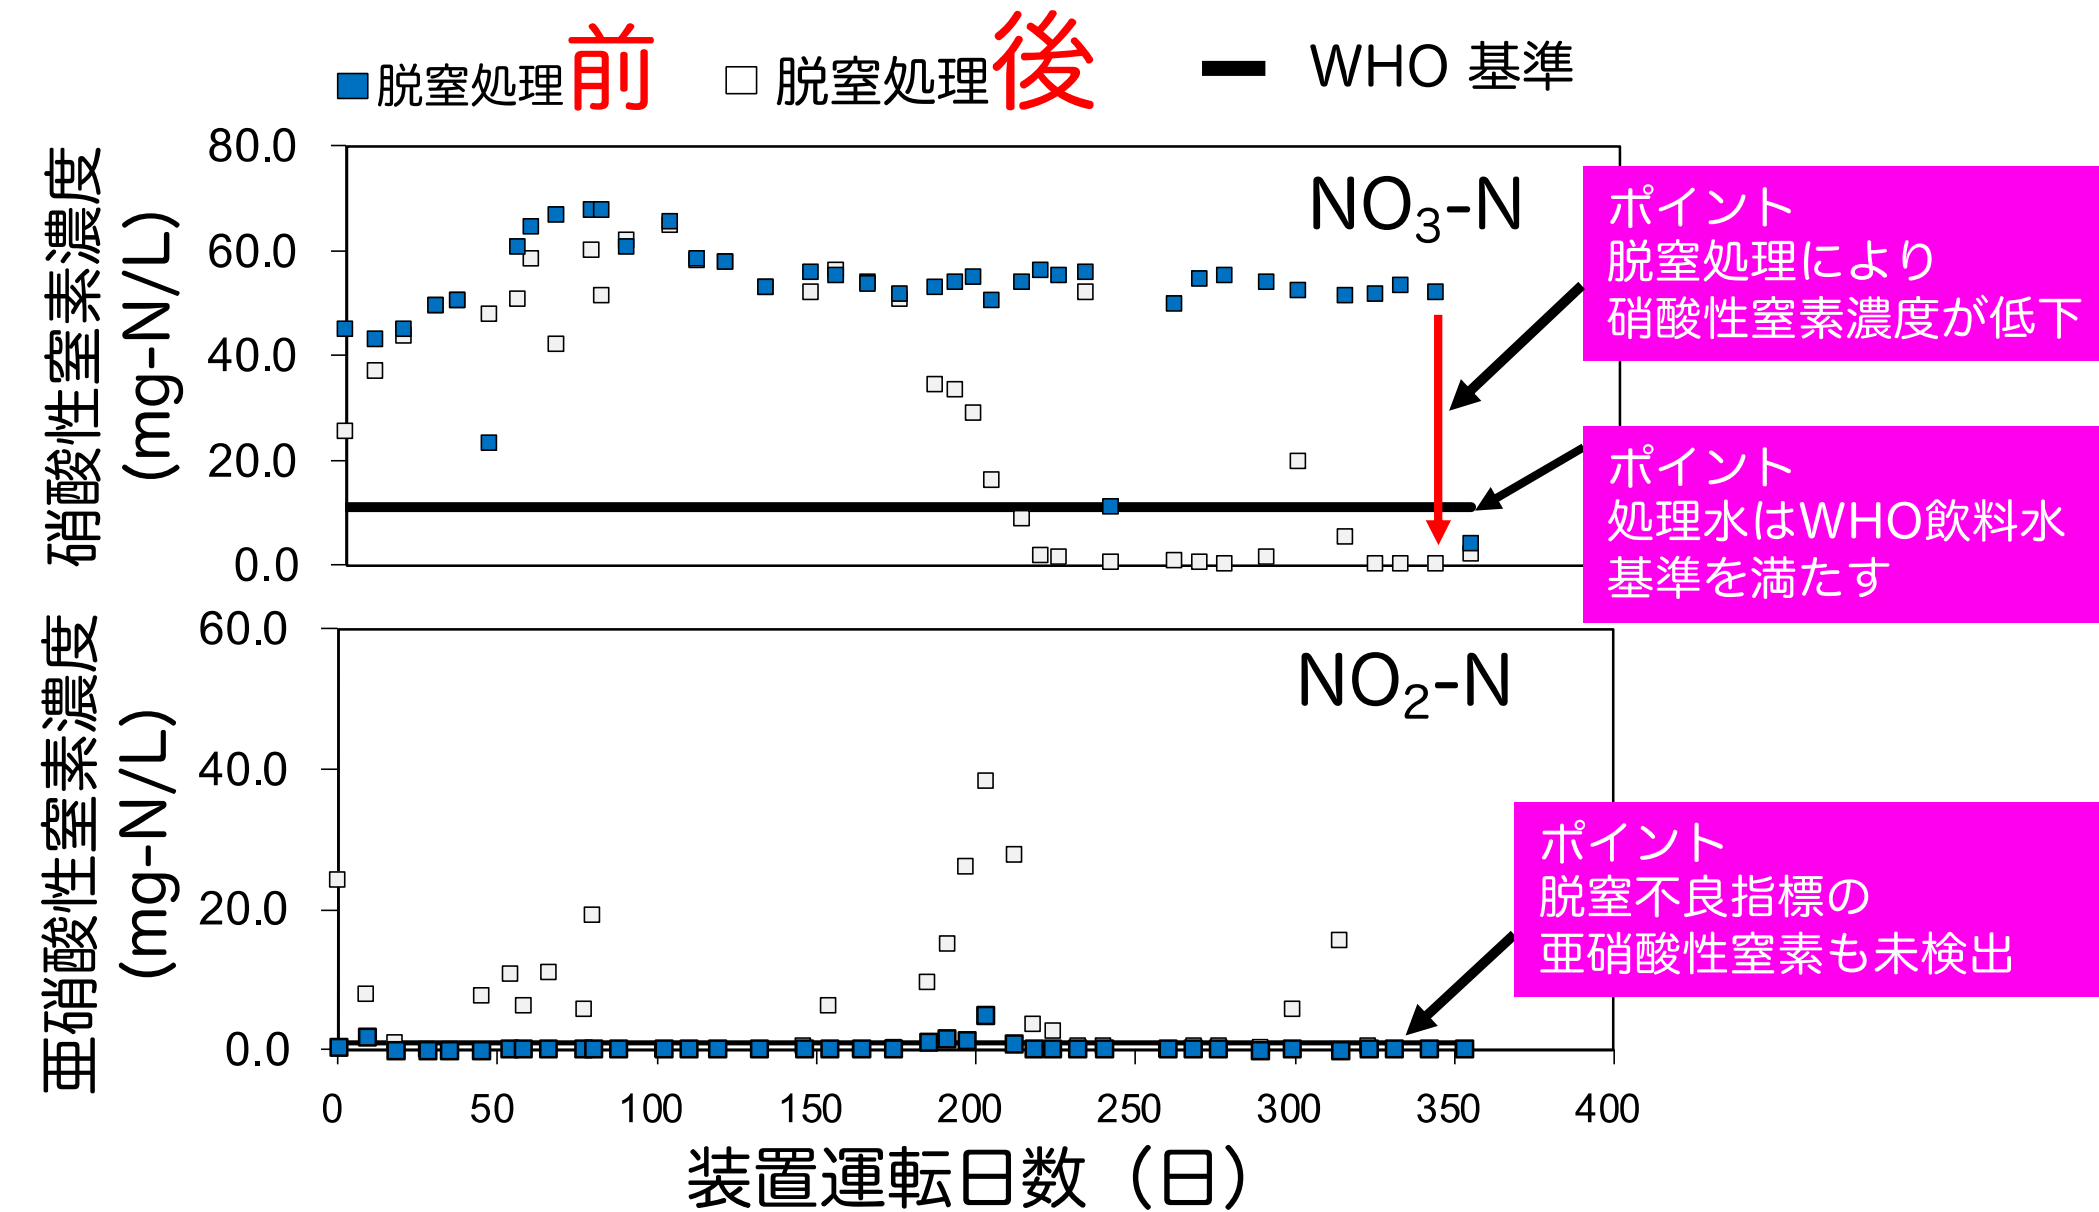 脱窒処理前
脱窒処理後
WHO 基準
硝酸性窒素濃度
(mg-N/L)
80.0
60.0
40.0
20.0
0.0
NO₃-N
ポイント
脱窒処理により
硝酸性窒素濃度が低下
ポイント
処理水はWHO飲料水
基準を満たす
亜硝酸性窒素濃度
(mg-N/L)
60.0
40.0
20.0
0.0
NO₂-N
ポイント
脱窒不良指標の
亜硝酸性窒素も未検出
0 50 100 150 200 250 300 350 400
装置運転日数（日）